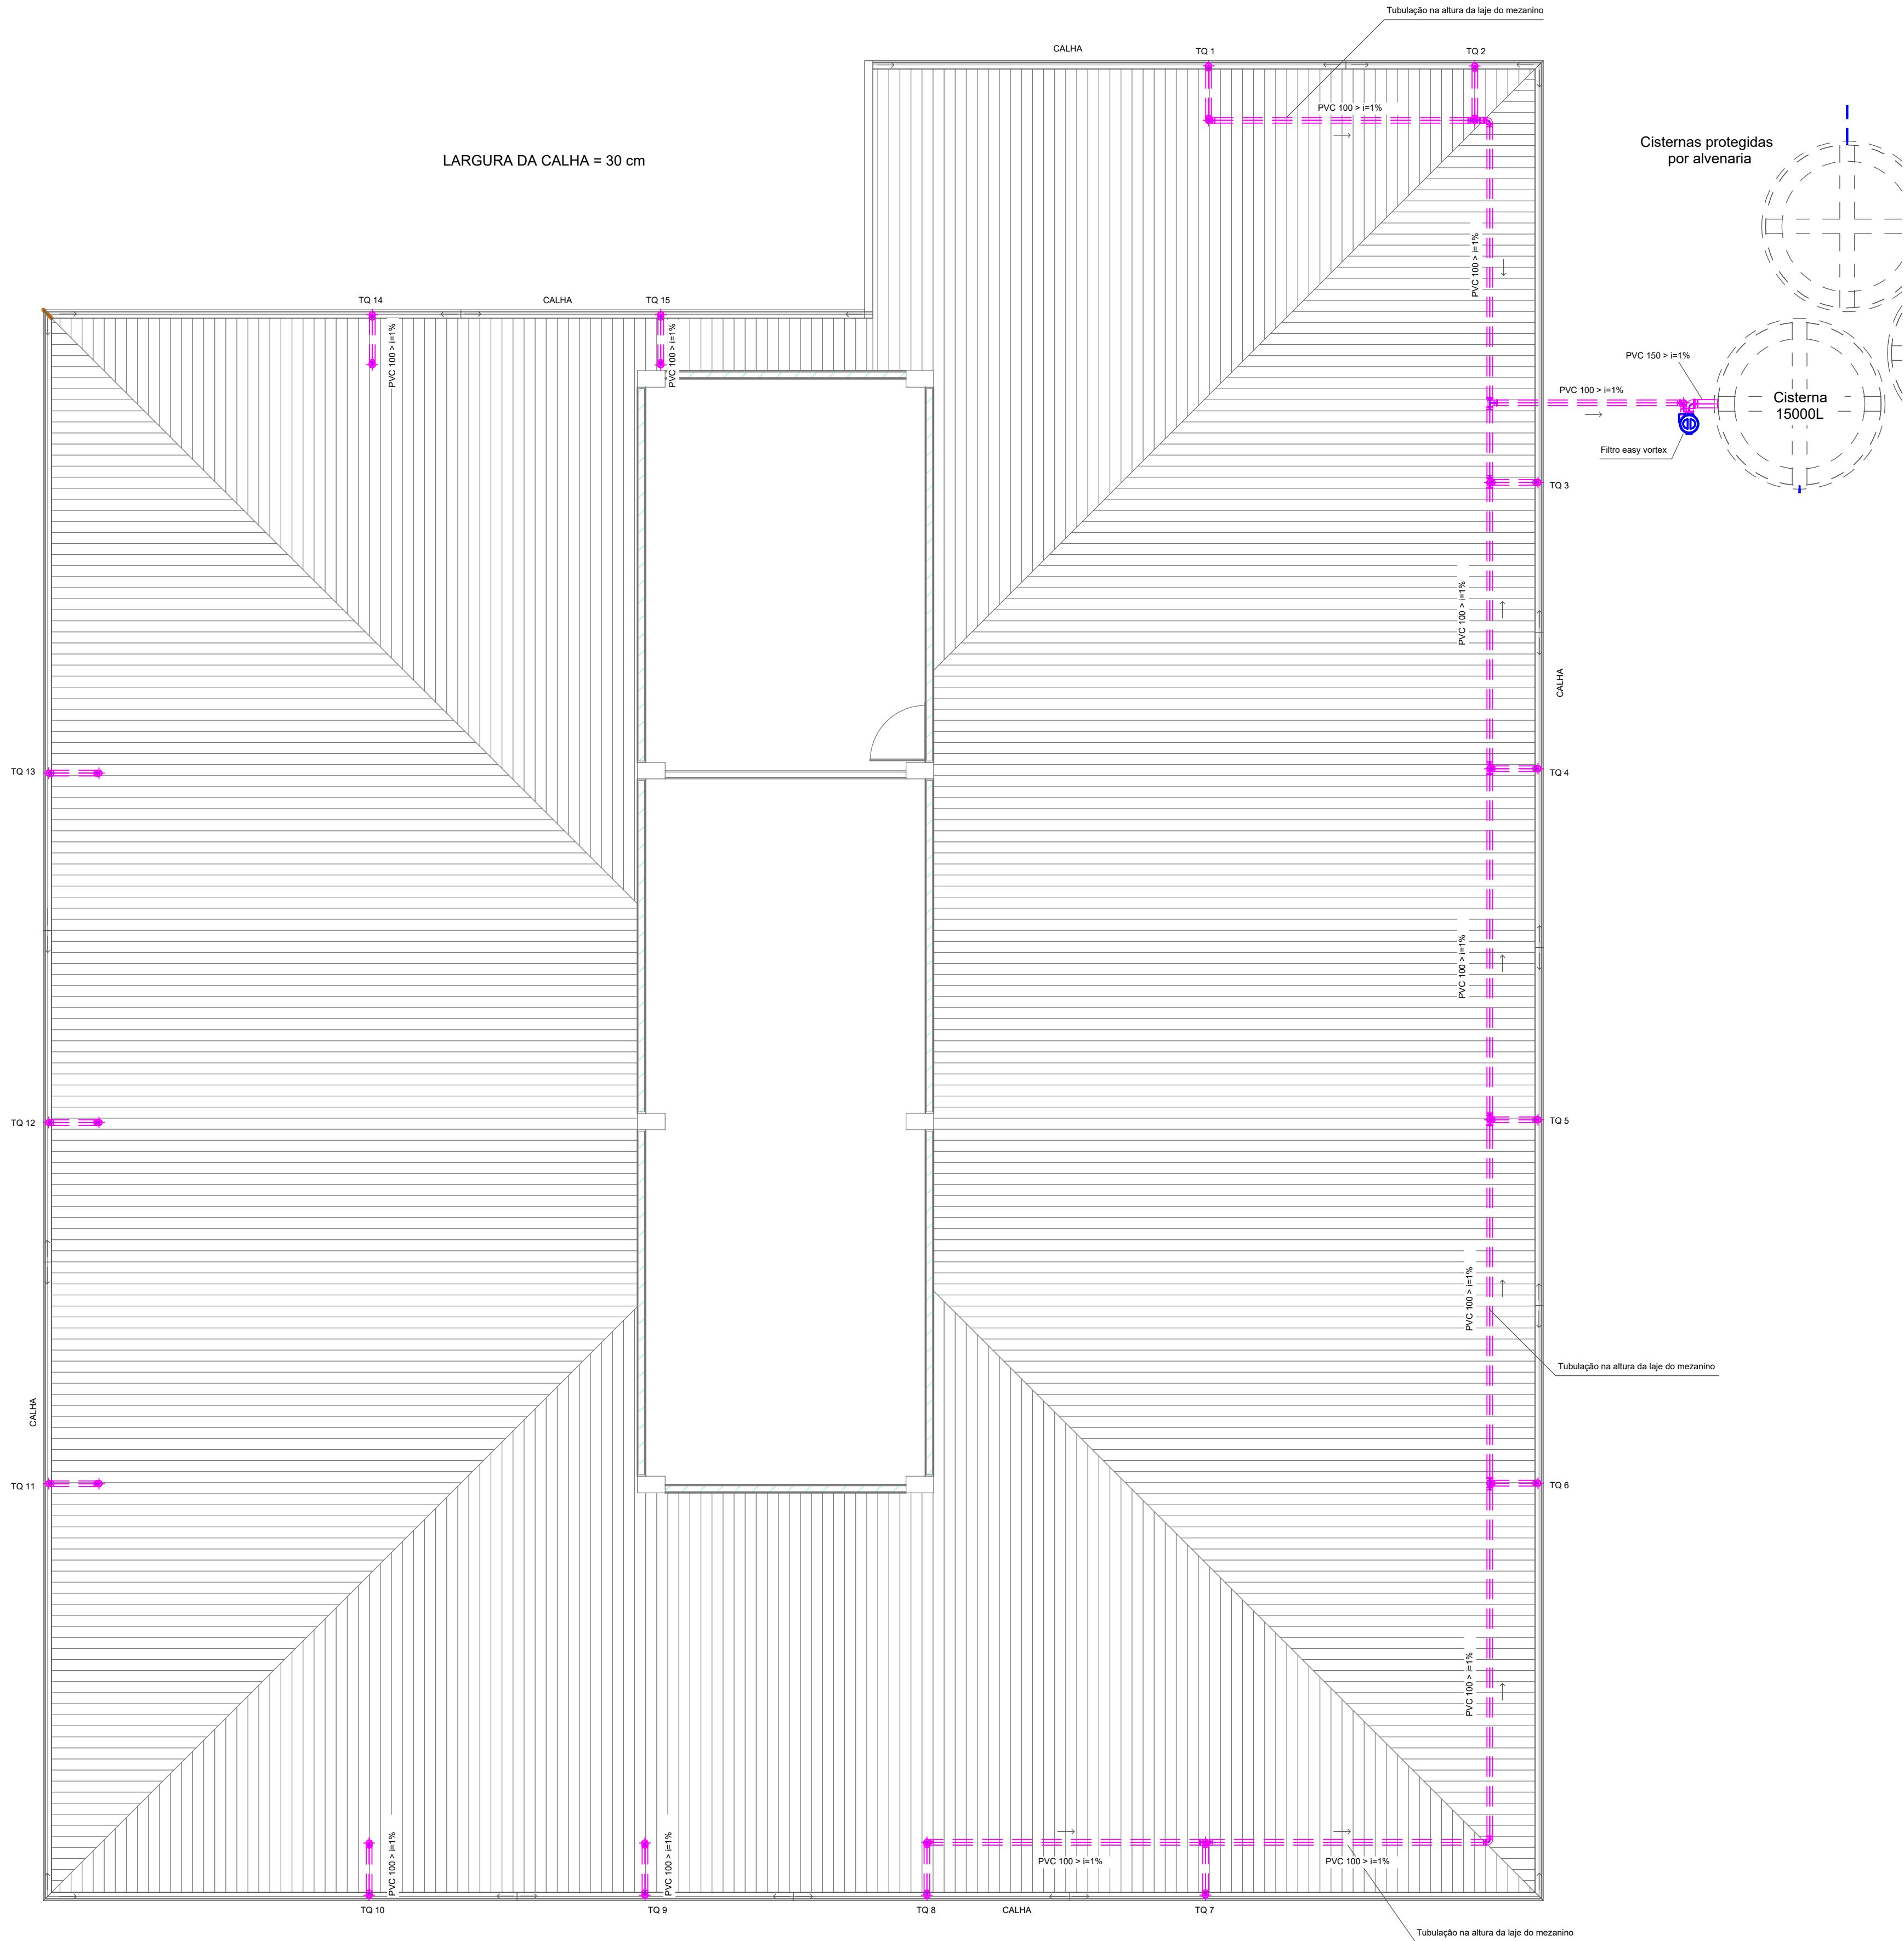 Tubulação na altura da laje do mezanino
CALHA
TQ 1
TQ 2
PVC 100 > i=1%
LARGURA DA CALHA = 30 cm
Cisternas protegidas
por alvenaria
PVC 100 > i=1%
TQ 14
CALHA
TQ 15
PVC 100 > i=1%
PVC 100 > i=1%
PVC 150 > i=1%
PVC 100 > i=1%
Cisterna
15000L
Filtro easy vortex
TQ 3
PVC 100 > i=1%
CALHA
TQ 13
TQ 4
PVC 100 > i=1%
TQ 12
TQ 5
PVC 100 > i=1%
Tubulação na altura da laje do mezanino
CALHA
TQ 11
TQ 6
PVC 100 > i=1%
PVC 100 > i=1%
PVC 100 > i=1%
PVC 100 > i=1%
PVC 100 > i=1%
TQ 10
TQ 9
TQ 8
CALHA
TQ 7
Tubulação na altura da laje do mezanino